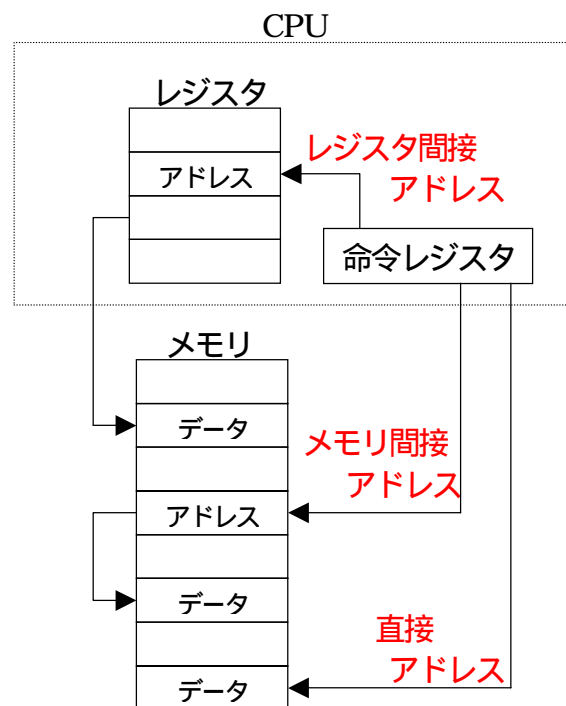 CPU
レジスタ
レジスタ間接
アドレス
アドレス
命令レジスタ
メモリ
データ
メモリ間接
アドレス
アドレス
データ
直接
アドレス
データ